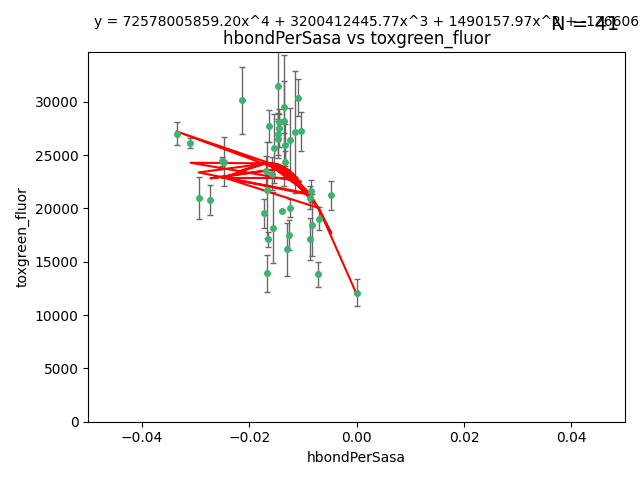 y = 72578005859.20x^4 + 3200412445.77x^3 + 1490157.97x^2 +
N = 41
hbondPerSasa vs toxgreen_fluor
toxgreen_fluor
30000
25000
20000
15000
10000
5000
0
−0.04
−0.02
0.00
0.02
0.04
hbondPerSasa